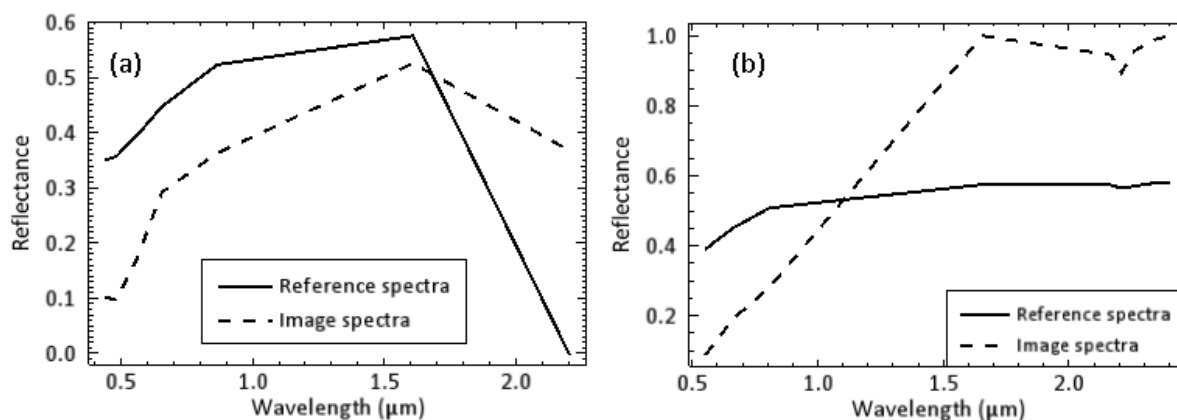 (a)
0.6
0.5
0.4
0.3
0.2
0.1
0.0
Reflectance
Reference spectra
Image spectra
0.5 1.0 1.5 2.0
Wavelength (µm)
(b)
1.0
0.8
0.6
0.4
0.2
Reflectance
Reference spectra
Image spectra
0.5 1.0 1.5 2.0
Wavelength (µm)